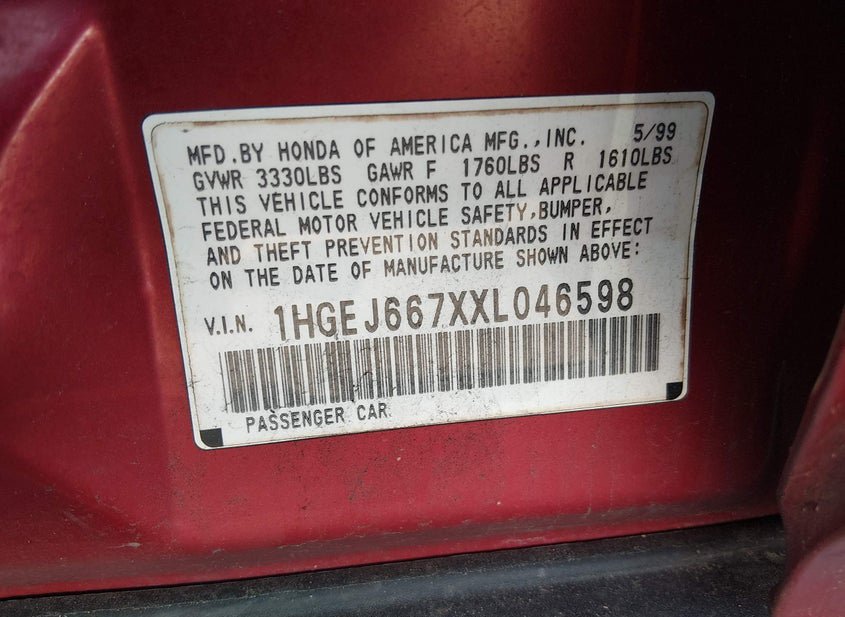 MFD.BY HONDA OF AMERICA MFG.,INC. 5/99
GVWR 3330LBS GAWR F 1760LBS R 1610LBS
THIS VEHICLE CONFORMS TO ALL APPLICABLE
FEDERAL MOTOR VEHICLE SAFETY,BUMPER,
AND THEFT PREVENTION STANDARDS IN EFFECT
ON THE DATE OF MANUFACTURE SHOWN ABOVE:
V.I.N. 1HGEJ667XXL046598
PASSENGER CAR